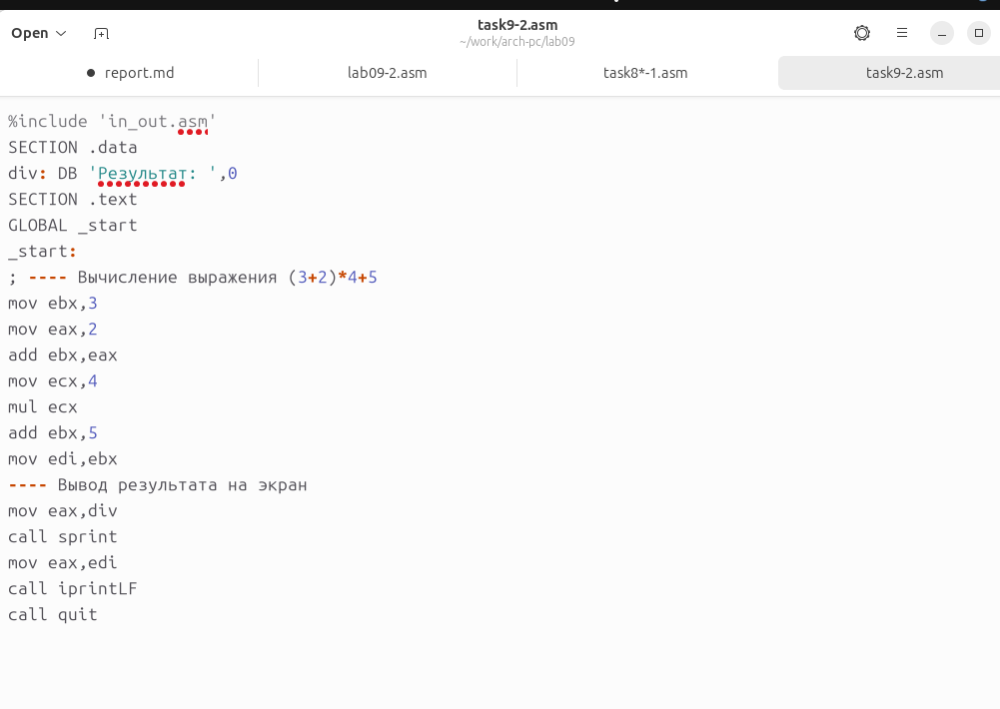 Open
task9-2.asm
~/work/arch-pc/lab09
report.md
lab09-2.asm
task8*-1.asm
task9-2.asm
%include 'in_out.asm'
SECTION .data
div: DB 'Результат: ',0
SECTION .text
GLOBAL _start
_start:
; ---- Вычисление выражения (3+2)*4+5
mov ebx,3
mov eax,2
add ebx,eax
mov ecx,4
mul ecx
add ebx,5
mov edi,ebx
---- Вывод результата на экран
mov eax,div
call sprint
mov eax,edi
call iprintLF
call quit